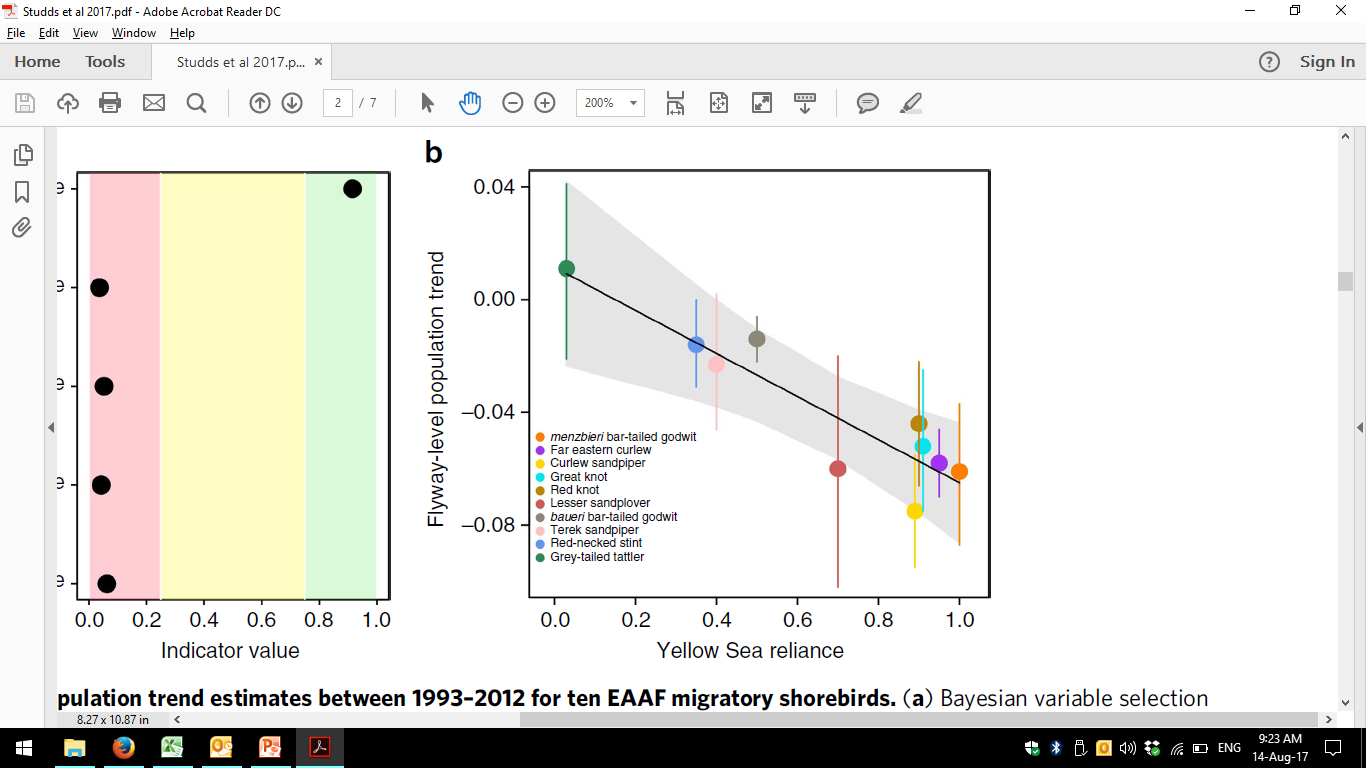 Studds et al 2017.pdf - Adobe Acrobat Reader DC
File Edit View Window Help
Home Tools Studds et al 2017.p... × Sign In
2 / 7 200%
b
e
e
e
e
e
0.0 0.2 0.4 0.6 0.8 1.0
Indicator value
0.04
0.00
–0.04
–0.08
Flyway-level population trend
menzbieri bar-tailed godwit
Far eastern curlew
Curlew sandpiper
Great knot
Red knot
Lesser sandplover
baueri bar-tailed godwit
Terek sandpiper
Red-necked stint
Grey-tailed tattler
0.0 0.2 0.4 0.6 0.8 1.0
Yellow Sea reliance
pulation trend estimates between 1993–2012 for ten EAAF migratory shorebirds. (a) Bayesian variable selection
8.27 x 10.87 in
ENG
9:23 AM
14-Aug-17